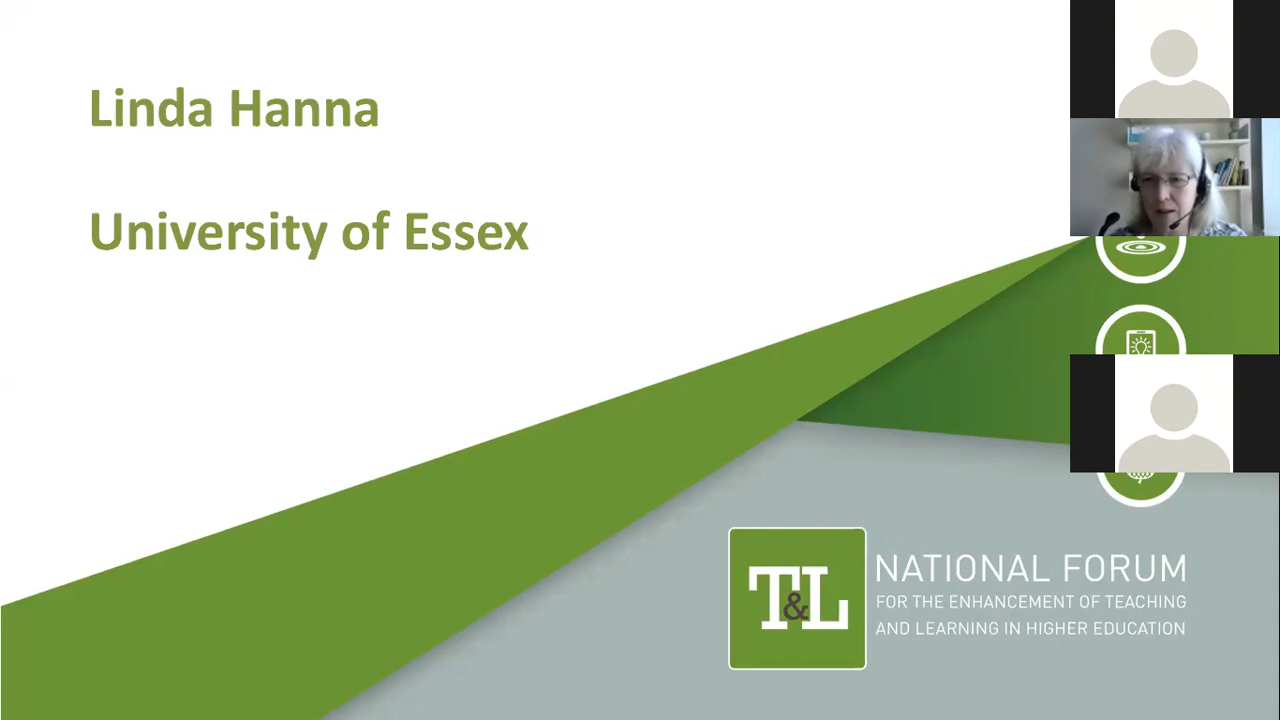 Linda Hanna
University of Essex
T&L
NATIONAL FORUM
FOR THE ENHANCEMENT OF TEACHING
AND LEARNING IN HIGHER EDUCATION